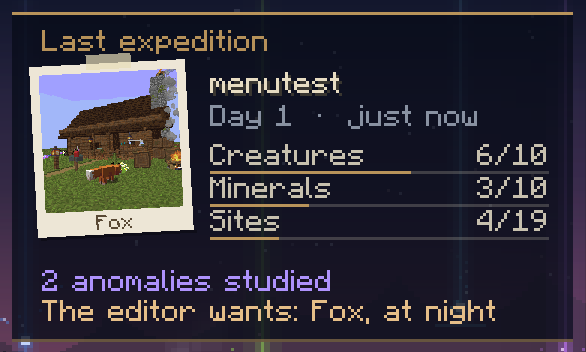 Last expedition
menutest
Day 1 · just now
Creatures 6/10
Minerals 3/10
Sites 4/19
Fox
2 anomalies studied
The editor wants: Fox, at night